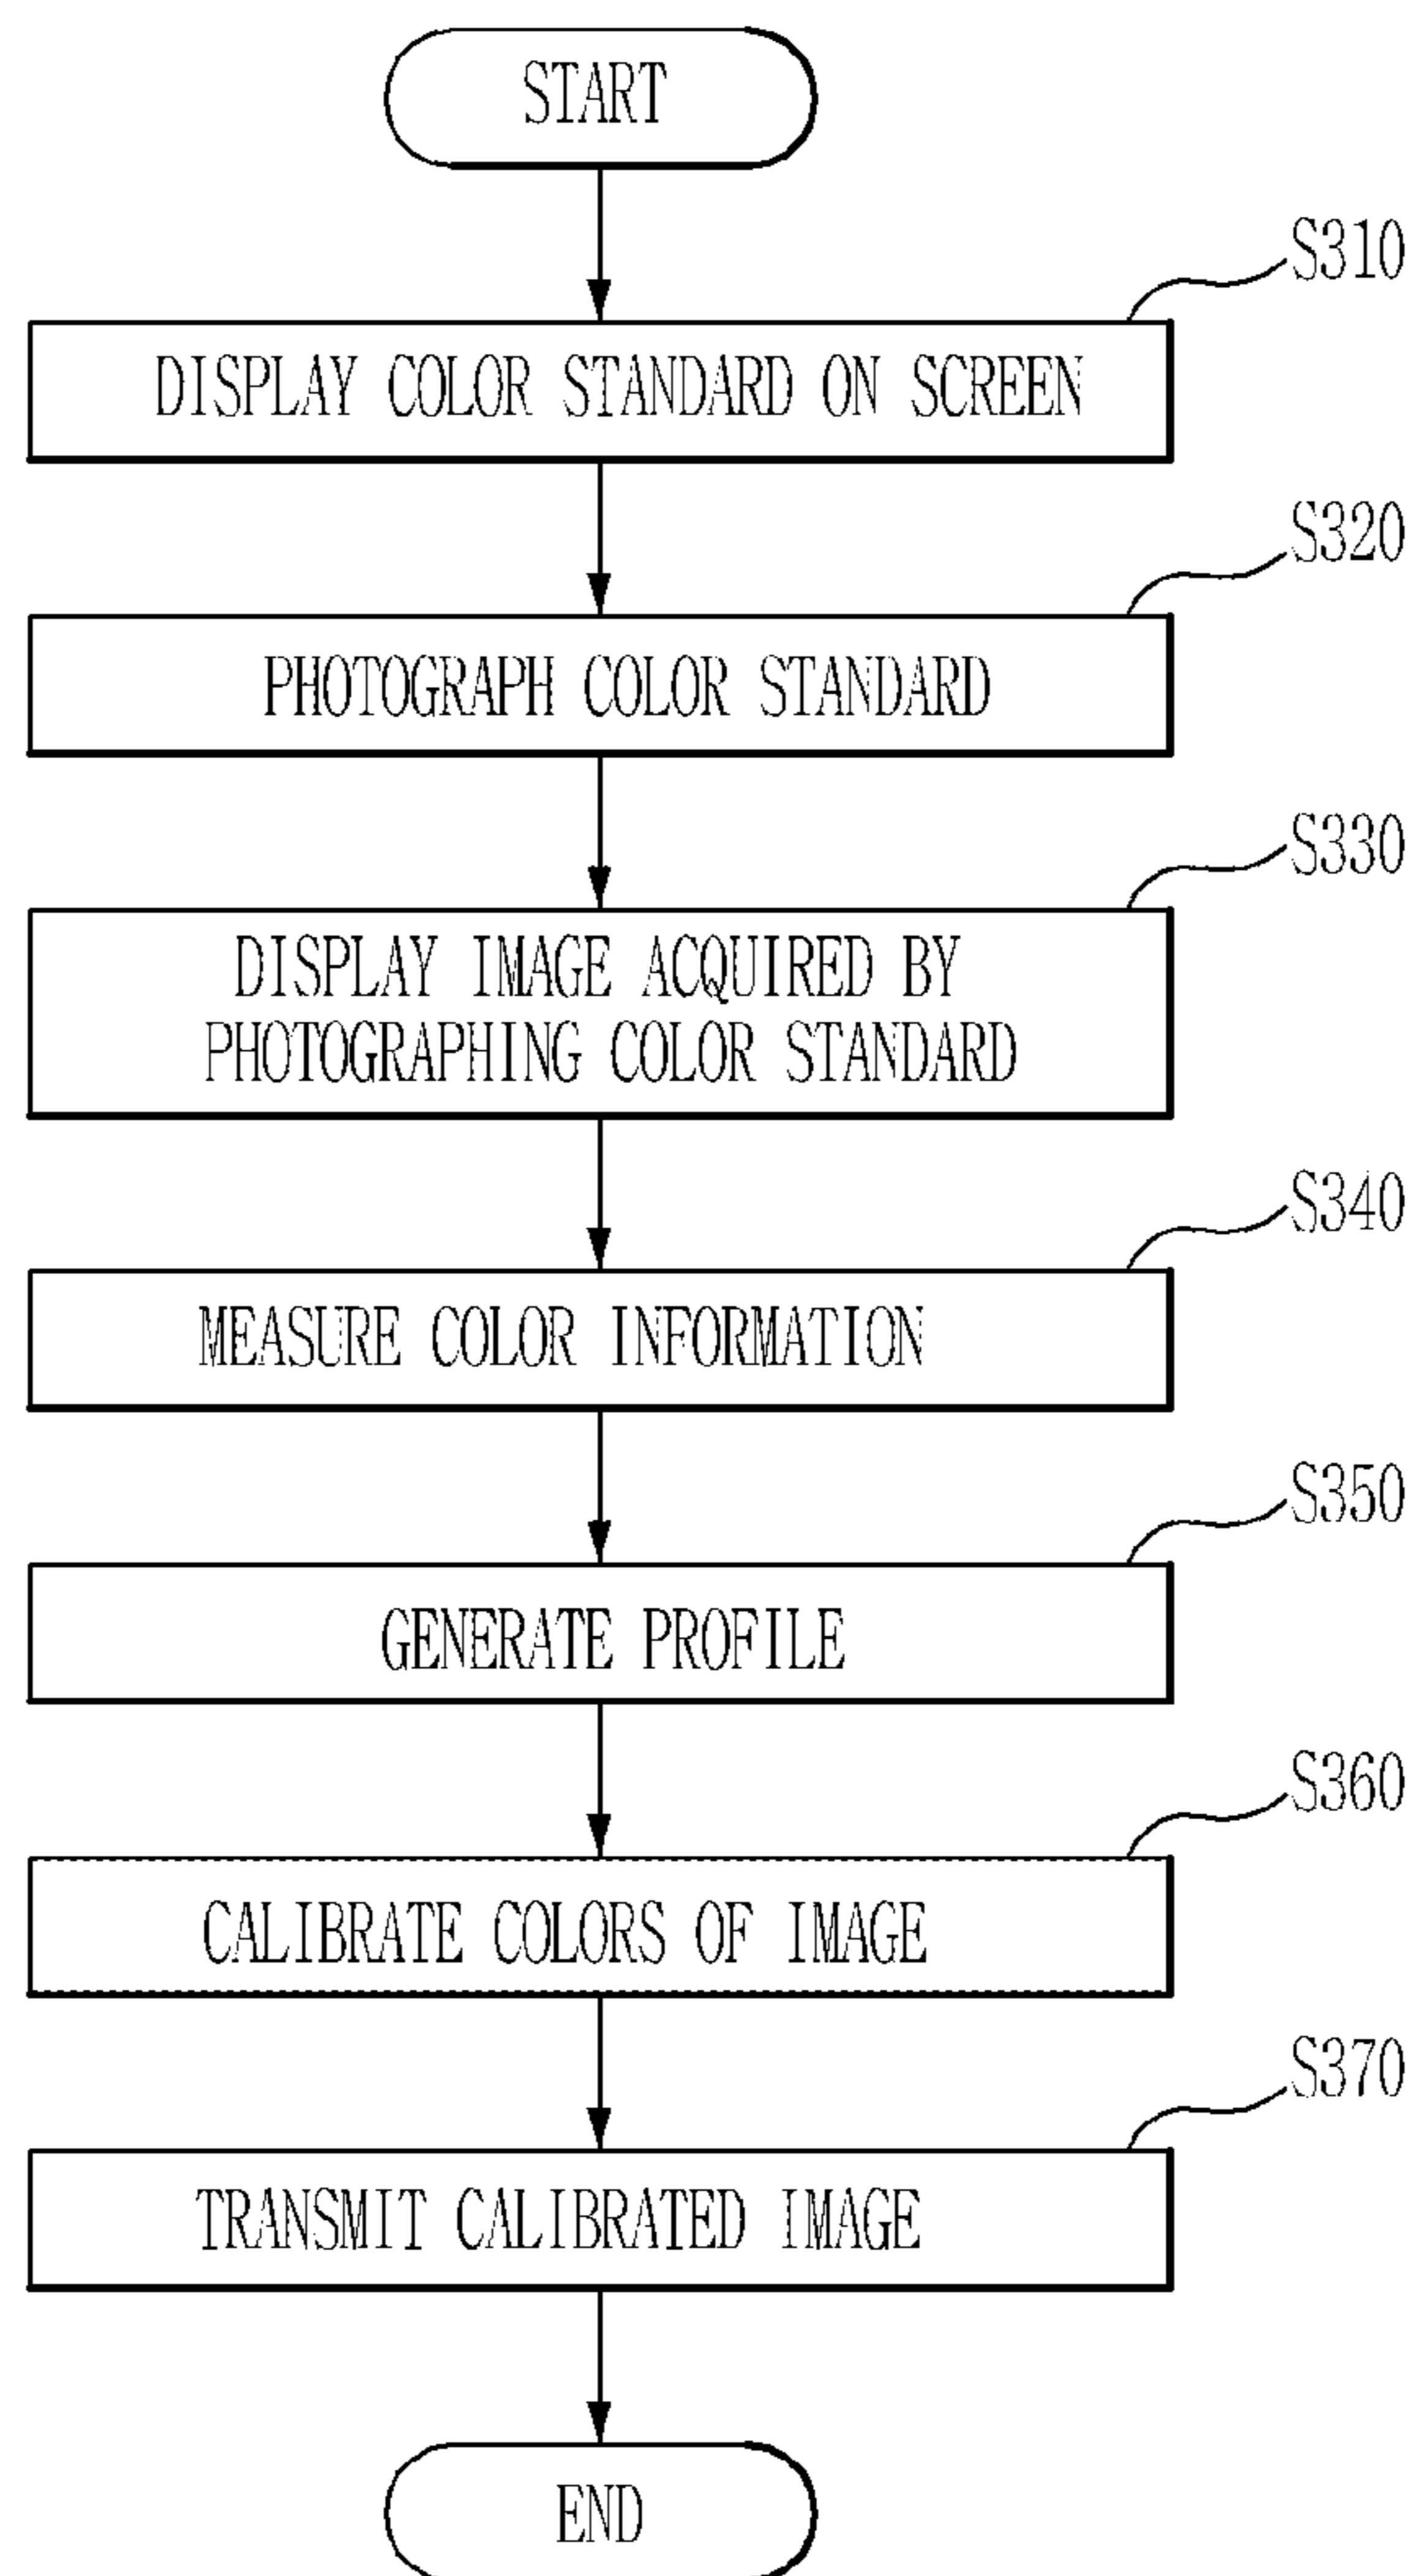 START
S310
DISPLAY COLOR STANDARD ON SCREEN
S320
PHOTOGRAPH COLOR STANDARD
S330
DISPLAY IMAGE ACQUIRED BY
PHOTOGRAPHING COLOR STANDARD
S340
MEASURE COLOR INFORMATION
S350
GENERATE PROFILE
S360
CALIBRATE COLORS OF IMAGE
S370
TRANSMIT CALIBRATED IMAGE
END